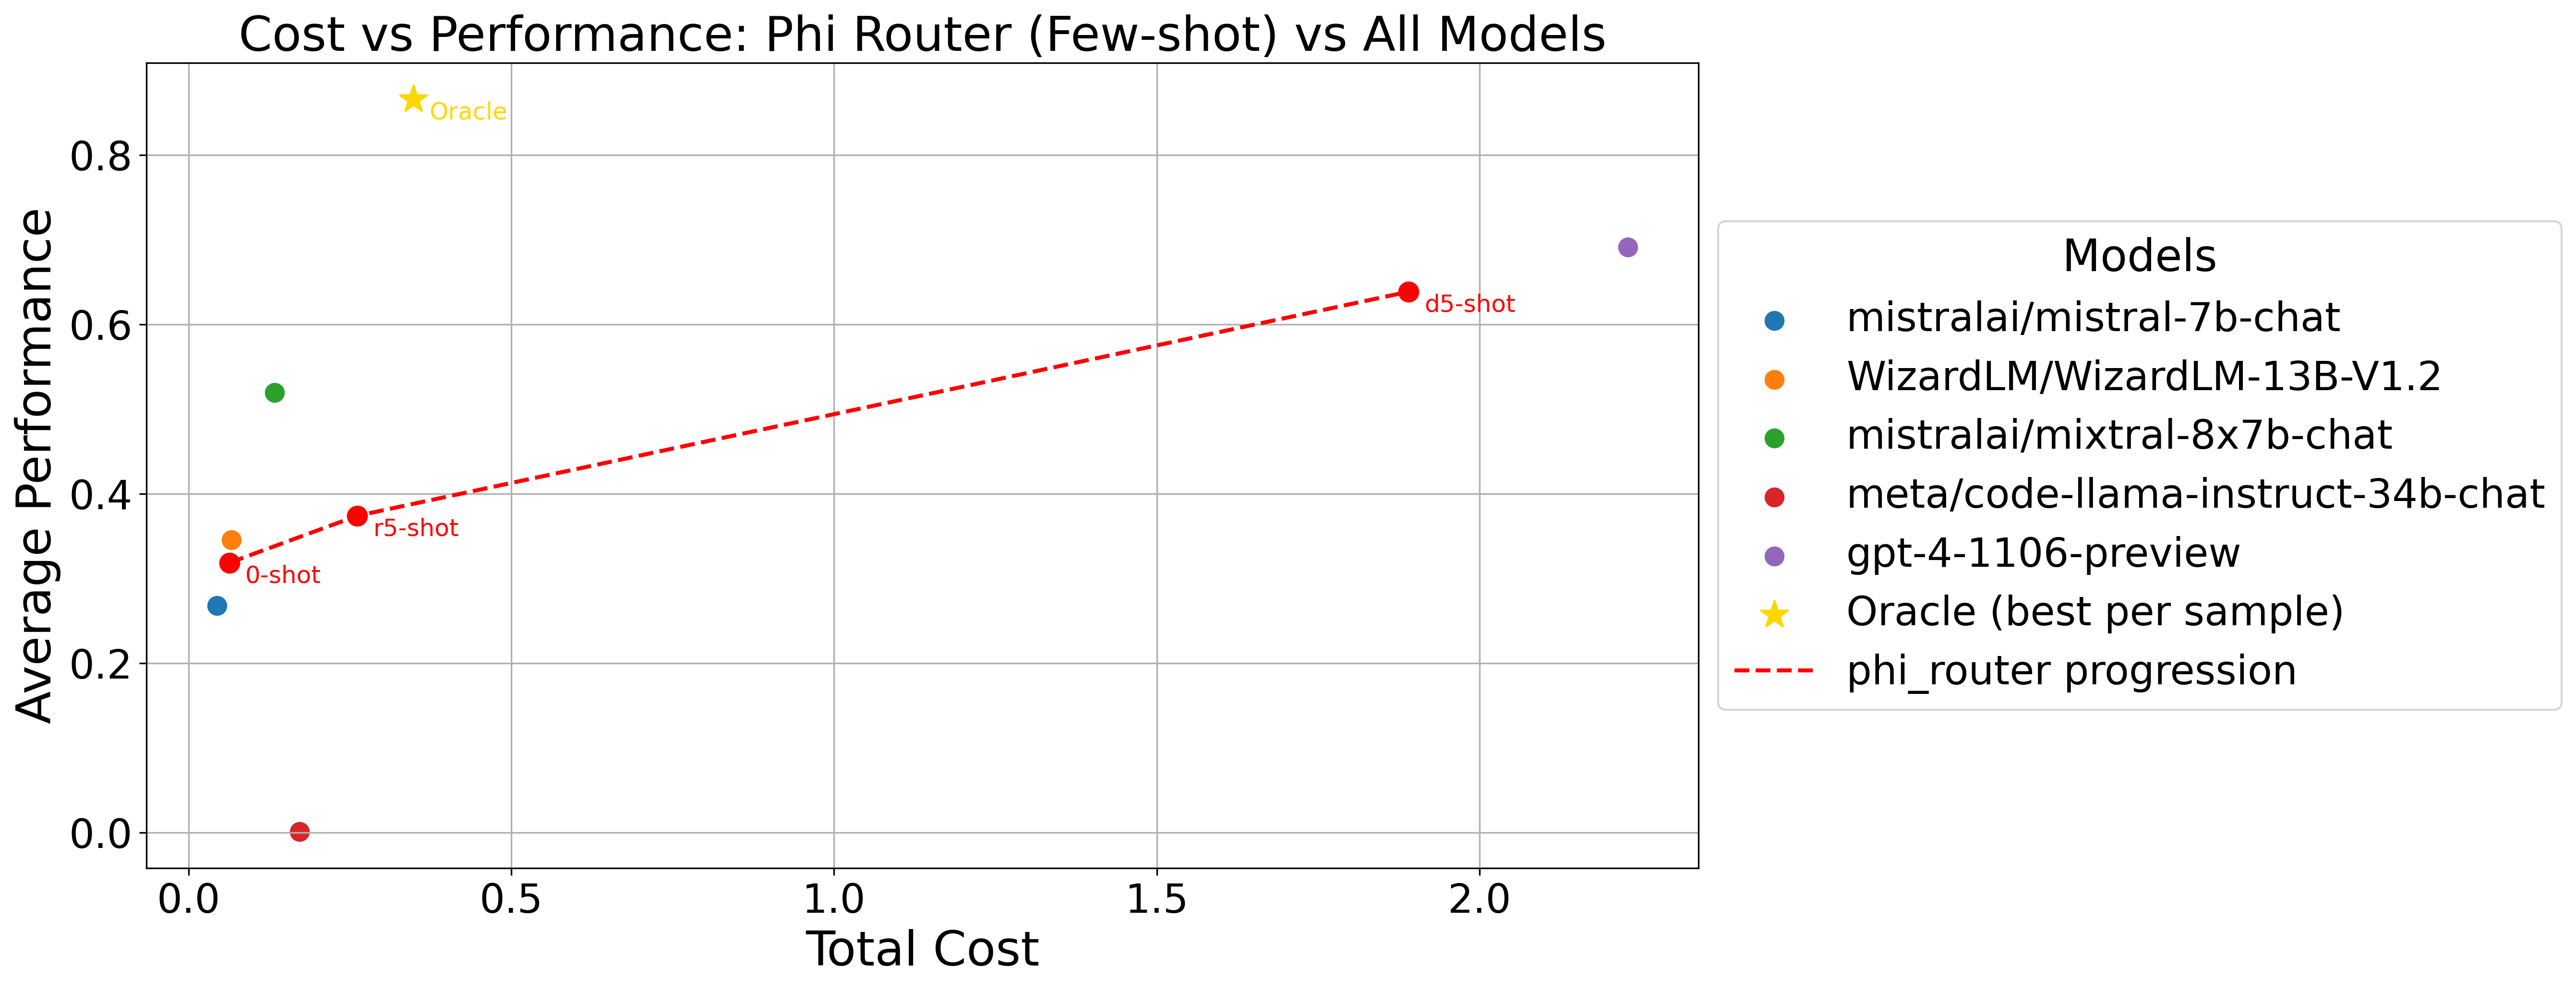 Cost vs Performance: Phi Router (Few-shot) vs All Models
Average Performance
0.8
0.6
0.4
0.2
0.0
Oracle
d5-shot
r5-shot
0-shot
0.0 0.5 1.0 1.5 2.0
Total Cost
Models
mistralai/mistral-7b-chat
WizardLM/WizardLM-13B-V1.2
mistralai/mixtral-8x7b-chat
meta/code-llama-instruct-34b-chat
gpt-4-1106-preview
Oracle (best per sample)
phi_router progression